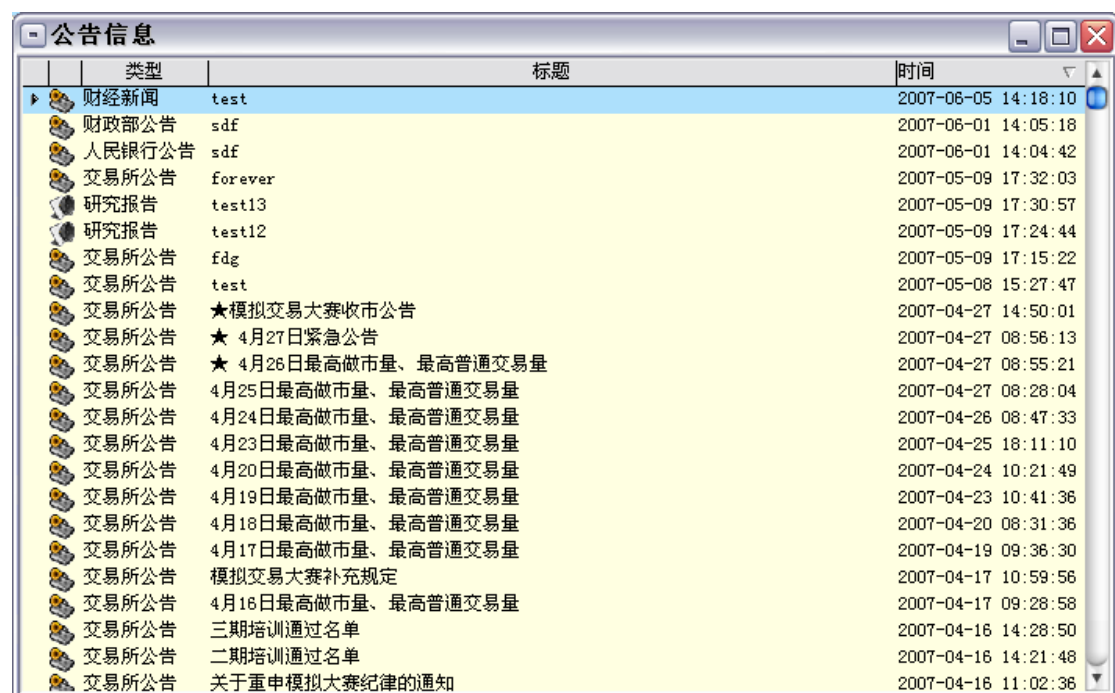 公告信息
类型 标题 时间
财经新闻 test 2007-06-05 14:18:10
财政部公告 sdf 2007-06-01 14:05:18
人民银行公告 sdf 2007-06-01 14:04:42
交易所公告 forever 2007-05-09 17:32:03
研究报告 test13 2007-05-09 17:30:57
研究报告 test12 2007-05-09 17:24:44
交易所公告 fdg 2007-05-09 17:15:22
交易所公告 test 2007-05-08 15:27:47
交易所公告 ★模拟交易大赛收市公告 2007-04-27 14:50:01
交易所公告 ★ 4月27日紧急公告 2007-04-27 08:56:13
交易所公告 ★ 4月26日最高做市量、最高普通交易量 2007-04-27 08:55:21
交易所公告 4月25日最高做市量、最高普通交易量 2007-04-27 08:28:04
交易所公告 4月24日最高做市量、最高普通交易量 2007-04-26 08:47:33
交易所公告 4月23日最高做市量、最高普通交易量 2007-04-25 18:11:10
交易所公告 4月20日最高做市量、最高普通交易量 2007-04-24 10:21:49
交易所公告 4月19日最高做市量、最高普通交易量 2007-04-23 10:41:36
交易所公告 4月18日最高做市量、最高普通交易量 2007-04-20 08:31:36
交易所公告 4月17日最高做市量、最高普通交易量 2007-04-19 09:36:30
交易所公告 模拟交易大赛补充规定 2007-04-17 10:59:56
交易所公告 4月16日最高做市量、最高普通交易量 2007-04-17 09:28:58
交易所公告 三期培训通过名单 2007-04-16 14:28:50
交易所公告 二期培训通过名单 2007-04-16 14:21:48
交易所公告 关于重申模拟大赛纪律的通知 2007-04-16 11:02:36